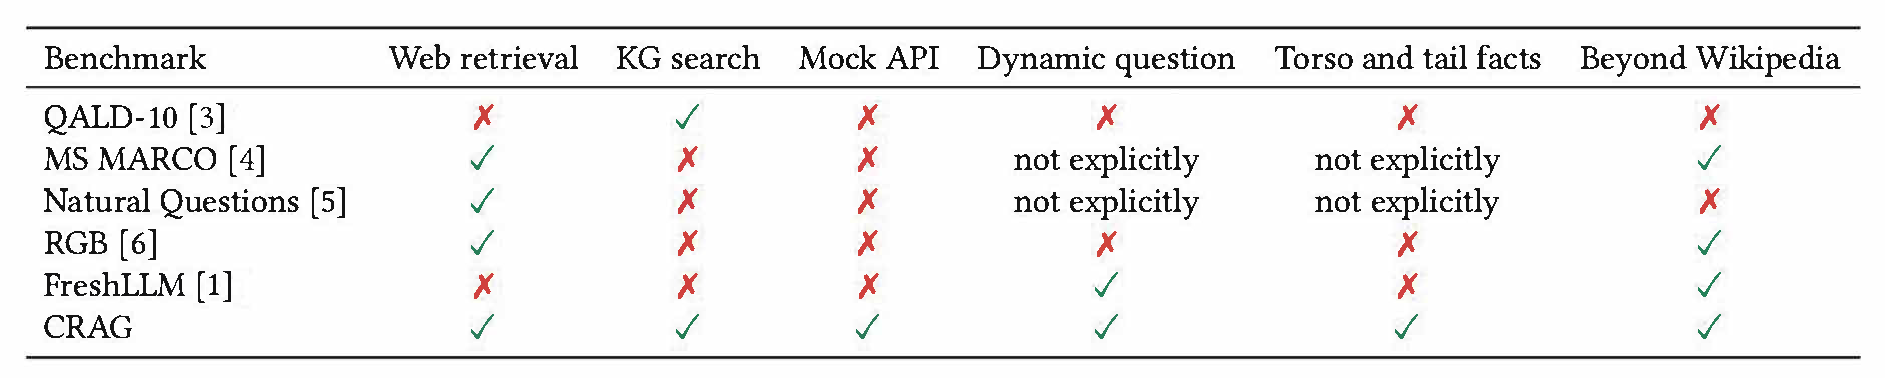 Benchmark Web retrieval KG search Mock API Dynamic question Torso and tail facts Beyond Wikipedia
QALD-10 [3] ✗ ✓ ✗ ✗ ✗ ✗
MS MARCO [4] ✓ ✗ ✗ not explicitly not explicitly ✓
Natural Questions [5] ✓ ✗ ✗ not explicitly not explicitly ✗
RGB [6] ✓ ✗ ✗ ✗ ✗ ✓
FreshLLM [1] ✗ ✗ ✗ ✓ ✗ ✓
CRAG ✓ ✓ ✓ ✓ ✓ ✓